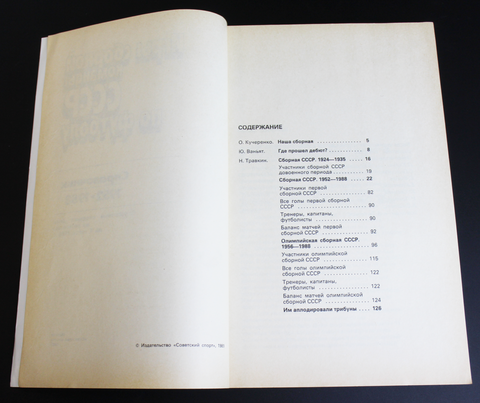 СССР
© Издательство «Советский спорт», 198
СОДЕРЖАНИЕ
О. Кучеренко. Наша сборная . . . . . . . . . . . . 5
Ю. Ваньят. Где прошел дебют? . . . . . . . . . . 8
Н. Травкин. Сборная СССР. 1924—1935 . . . . 16
Участники сборной СССР
довоенного периода . . . . . . . . 19
Сборная СССР. 1952—1988 . . . . 22
Участники первой
сборной СССР . . . . . . . . . . . . 82
Все голы первой сборной
СССР . . . . . . . . . . . . . . . . . . 90
Тренеры, капитаны,
футболисты . . . . . . . . . . . . . . 90
Баланс матчей первой
сборной СССР . . . . . . . . . . . . 92
Олимпийская сборная СССР.
1956—1988 . . . . . . . . . . . . . . 96
Участники олимпийской
сборной СССР . . . . . . . . . . . . 115
Все голы олимпийской
сборной СССР . . . . . . . . . . . . 122
Тренеры, капитаны,
футболисты . . . . . . . . . . . . . . 122
Баланс матчей олимпийской
сборной СССР . . . . . . . . . . . . 124
Им аплодировали трибуны . . . . 126